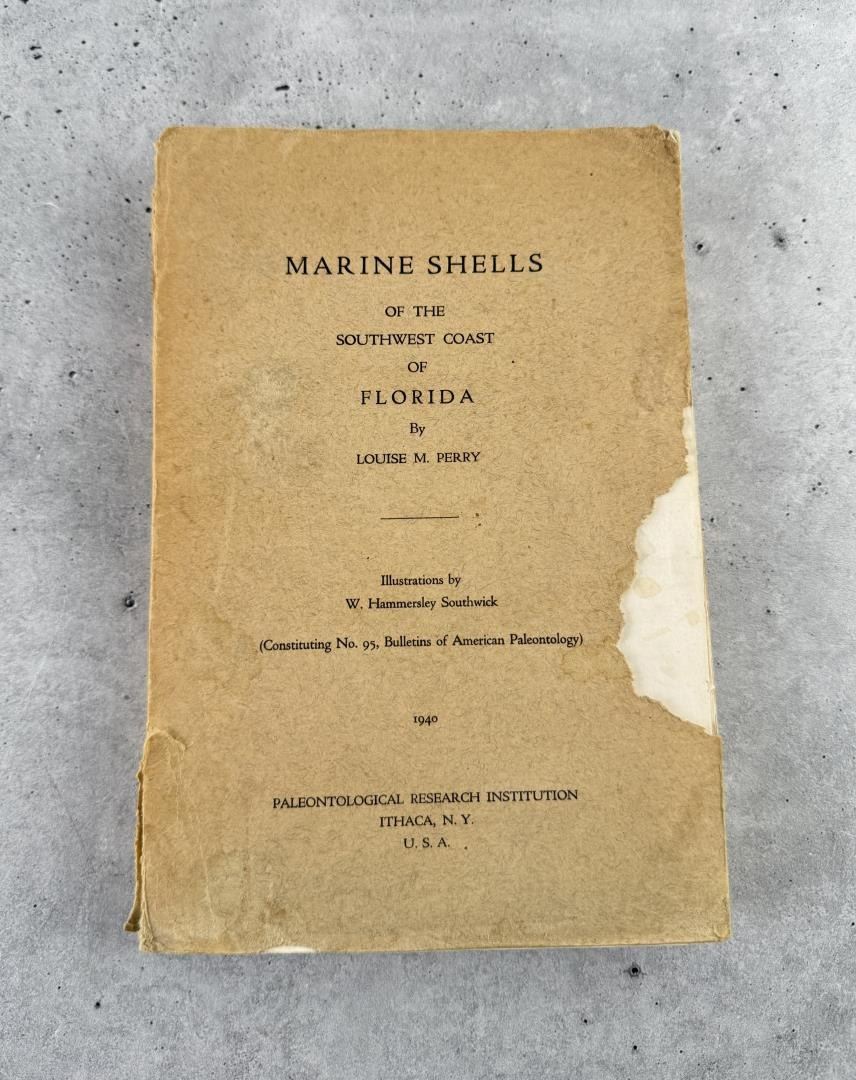 MARINE SHELLS
OF THE
SOUTHWEST COAST
OF
FLORIDA
By
LOUISE M. PERRY
Illustrations by
W. Hammersley Southwick
(Constituting No. 95, Bulletins of American Paleontology)
1940
PALEONTOLOGICAL RESEARCH INSTITUTION
ITHACA, N. Y.
U. S. A.